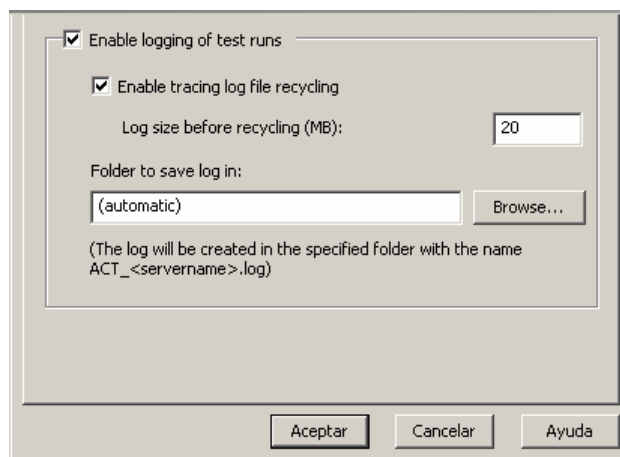 Enable logging of test runs
Enable tracing log file recycling
Log size before recycling (MB): 20
Folder to save log in:
(automatic) Browse...
(The log will be created in the specified folder with the name
ACT_<servername>.log)
Aceptar Cancelar Ayuda